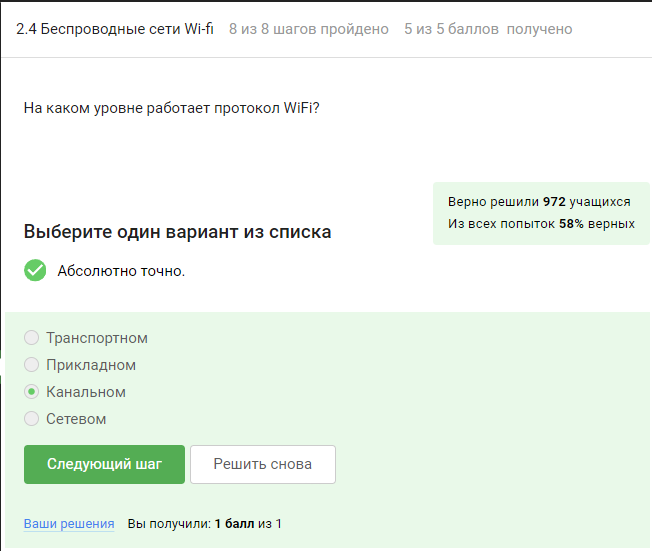 2.4 Беспроводные сети Wi-fi 8 из 8 шагов пройдено 5 из 5 баллов получено
На каком уровне работает протокол WiFi?
Верно решили 972 учащихся
Из всех попыток 58% верных
Выберите один вариант из списка
Абсолютно точно.
Транспортном
Прикладном
Канальном
Сетевом
Следующий шаг Решить снова
Ваши решения Вы получили: 1 балл из 1